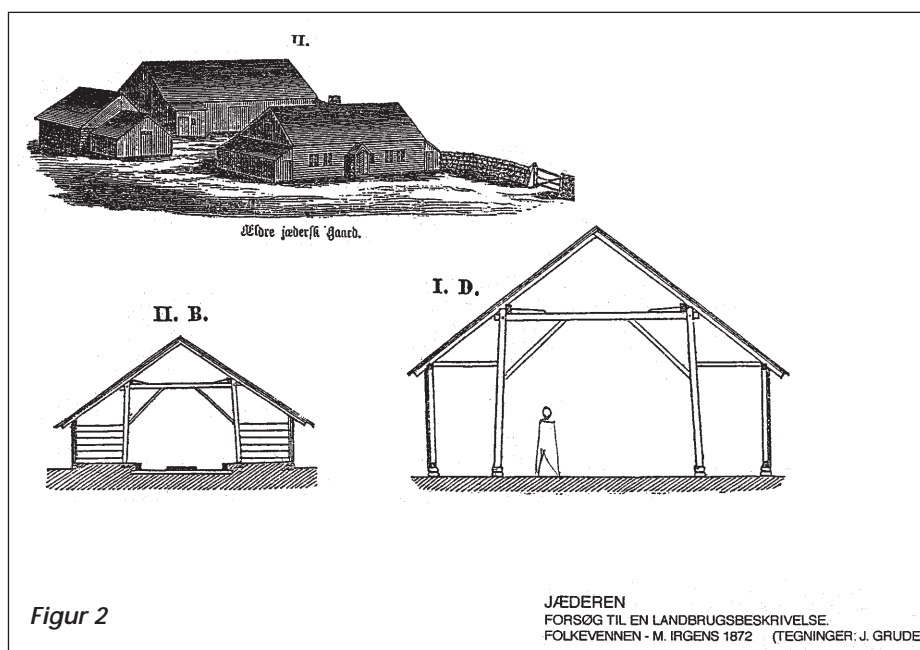 II.
Ældre jædersk Gaard.
II. B.
I. D.
Figur 2
JÆDEREN
FORSØG TIL EN LANDBRUGSBESKRIVELSE.
FOLKEVENNEN - M. IRGENS 1872 (TEGNINGER: J. GRUDE